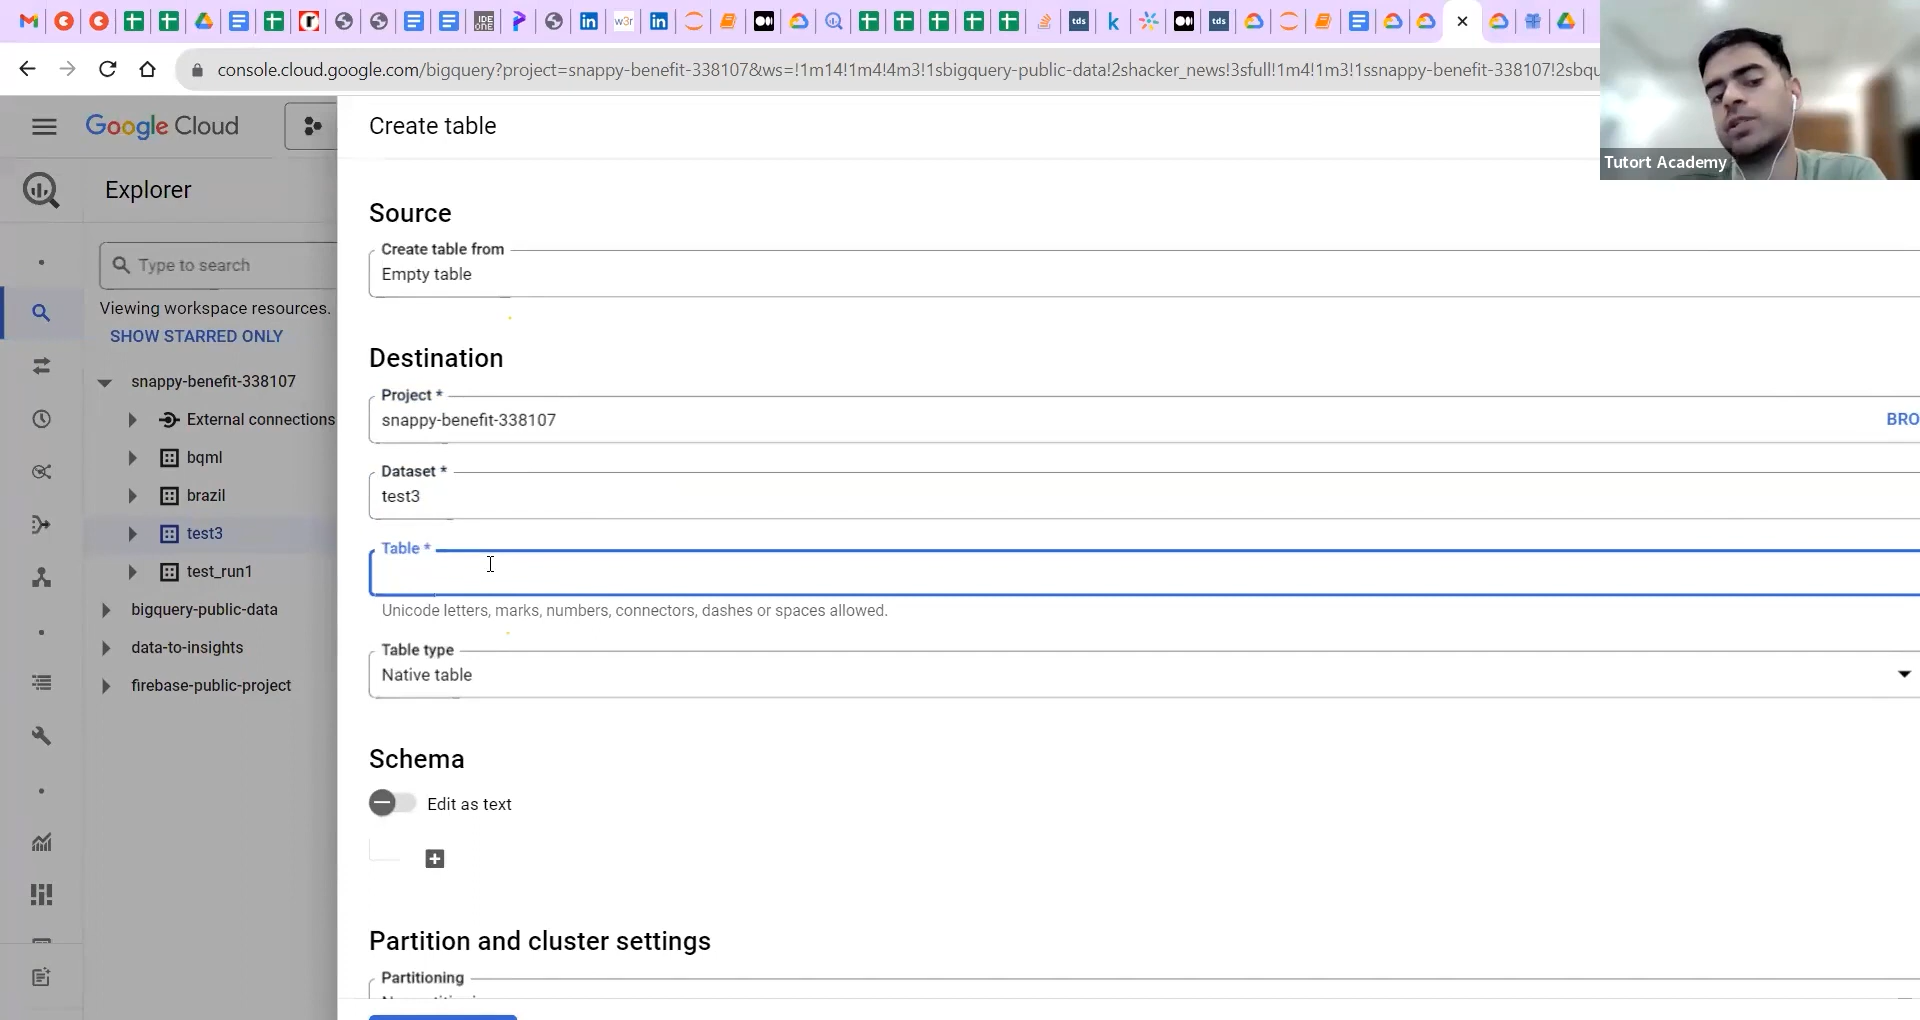 console.cloud.google.com/bigquery?project=snappy-benefit-338107&ws=!1m14!1m4!4m3!1sbigquery-public-data!2shacker_news!3sfull!1m4!1m3!1ssnappy-benefit-338107!2sbqu
Tutort Academy
Google Cloud
Create table
Explorer
Type to search
Viewing workspace resources.
SHOW STARRED ONLY
snappy-benefit-338107
External connections
bqml
brazil
test3
test_run1
bigquery-public-data
data-to-insights
firebase-public-project
Source
Create table from
Empty table
Destination
Project *
snappy-benefit-338107
BRO
Dataset *
test3
Table *
Unicode letters, marks, numbers, connectors, dashes or spaces allowed.
Table type
Native table
Schema
Edit as text
Partition and cluster settings
Partitioning